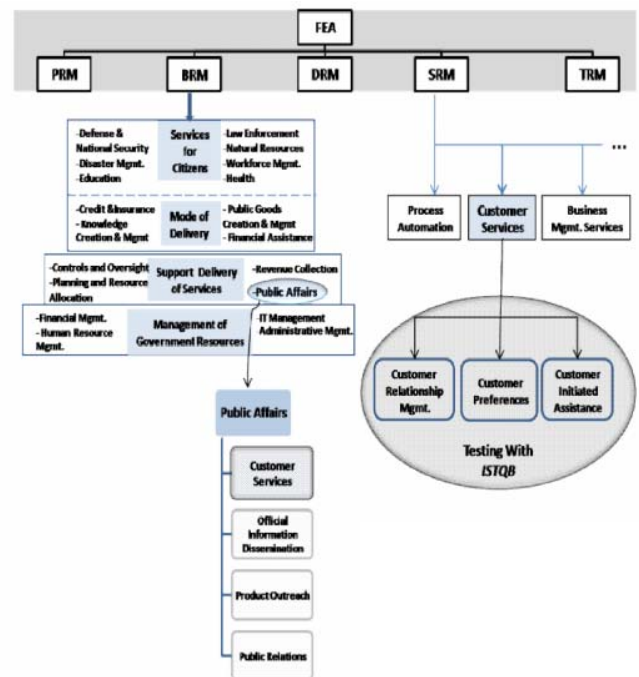 FEA
PRM
BRM
DRM
SRM
TRM
-Defense &
National Security
-Disaster Mgmt.
-Education
Services
for
Citizens
-Law Enforcement
-Natural Resources
-Workforce Mgmt.
-Health
-Credit &Insurance
- Knowledge
Creation & Mgmt
Mode of
Delivery
- Public Goods
Creation & Mgmt
- Financial Assistance
-Controls and Oversight
-Planning and Resource
Allocation
Support Delivery
of Services
-Revenue Collection
-Public Affairs
- Financial Mgmt.
- Human Resource
Mgmt.
Management of
Government Resources
-IT Management
Administrative Mgmt.
Public Affairs
Customer
Services
Official
Information
Dissemination
Product Outreach
Public Relations
...
Process
Automation
Customer
Services
Business
Mgmt. Services
Customer
Relationship
Mgmt.
Customer
Preferences
Customer
Initiated
Assistance
Testing With
ISTQB